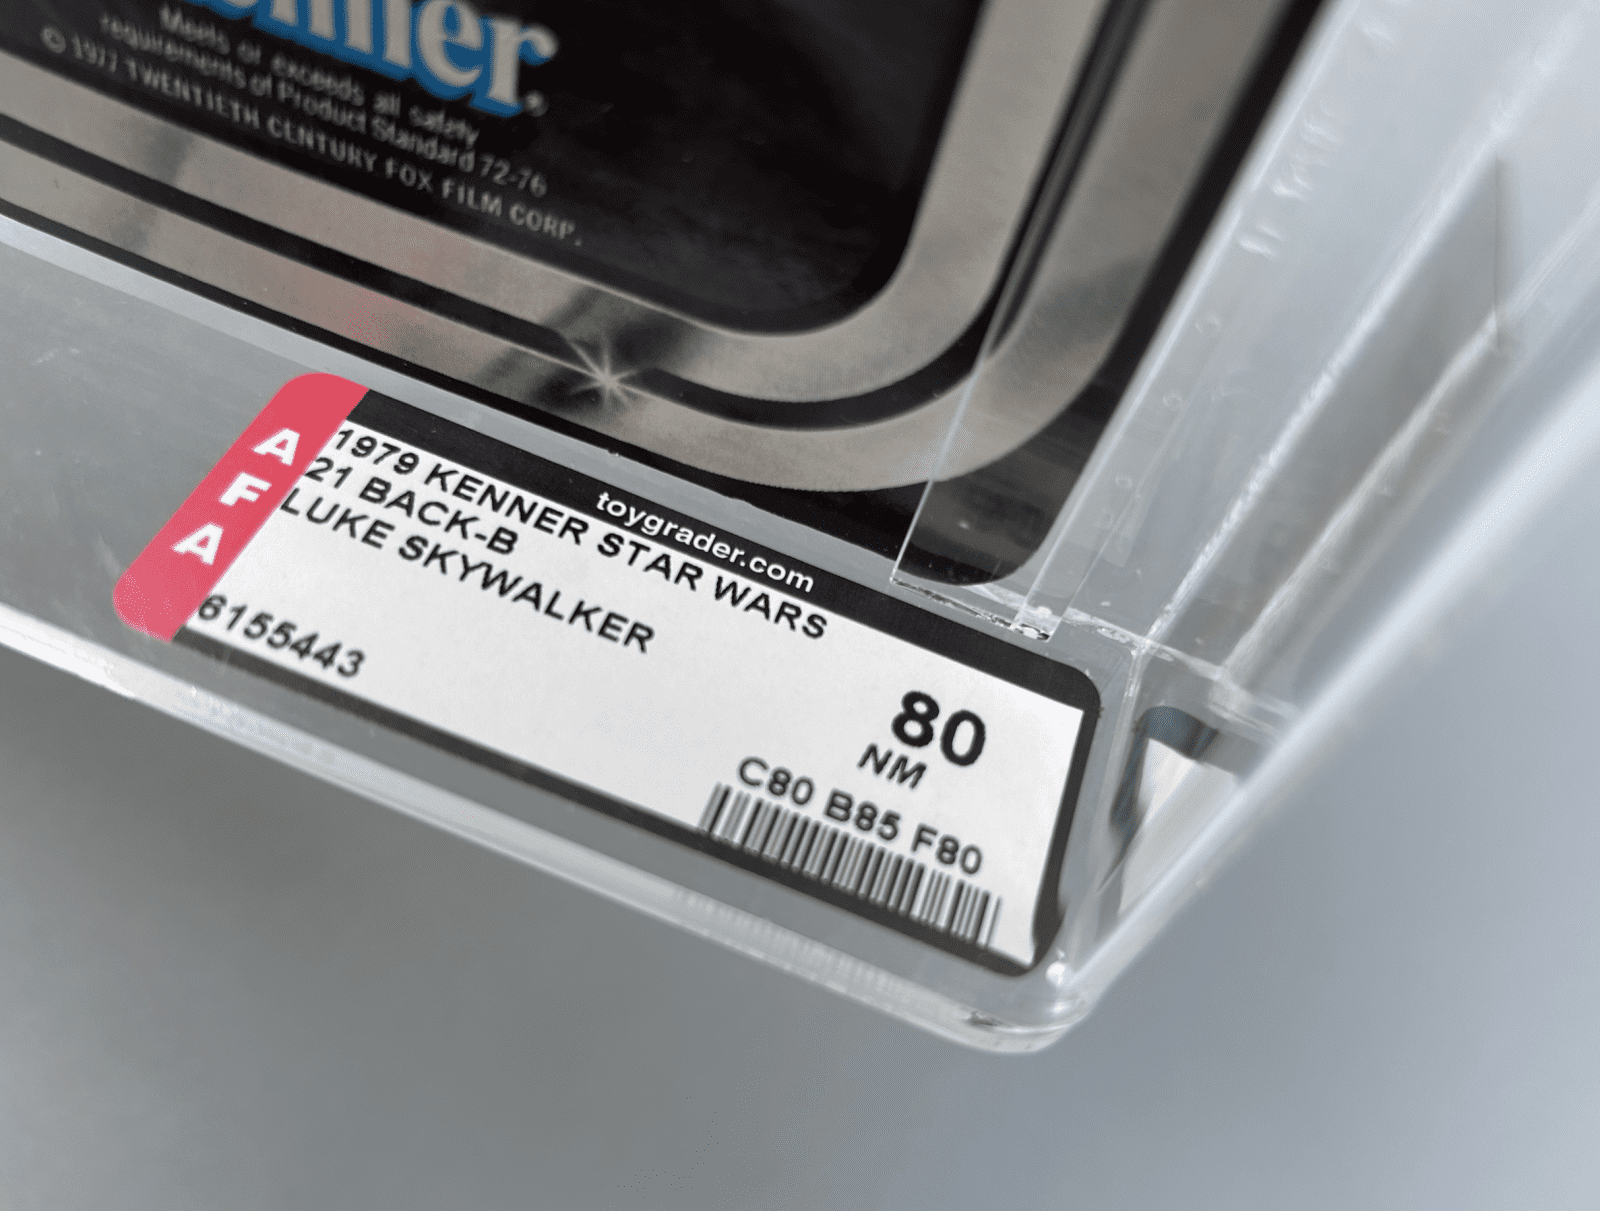 Kenner®
Meets or exceeds all safety
requirements of Product Standard 72-76
© 1977 TWENTIETH CENTURY FOX FILM CORP.
AFA
toygrader.com
1979 KENNER STAR WARS
21 BACK-B
LUKE SKYWALKER
6155443
80
NM
C80 B85 F80